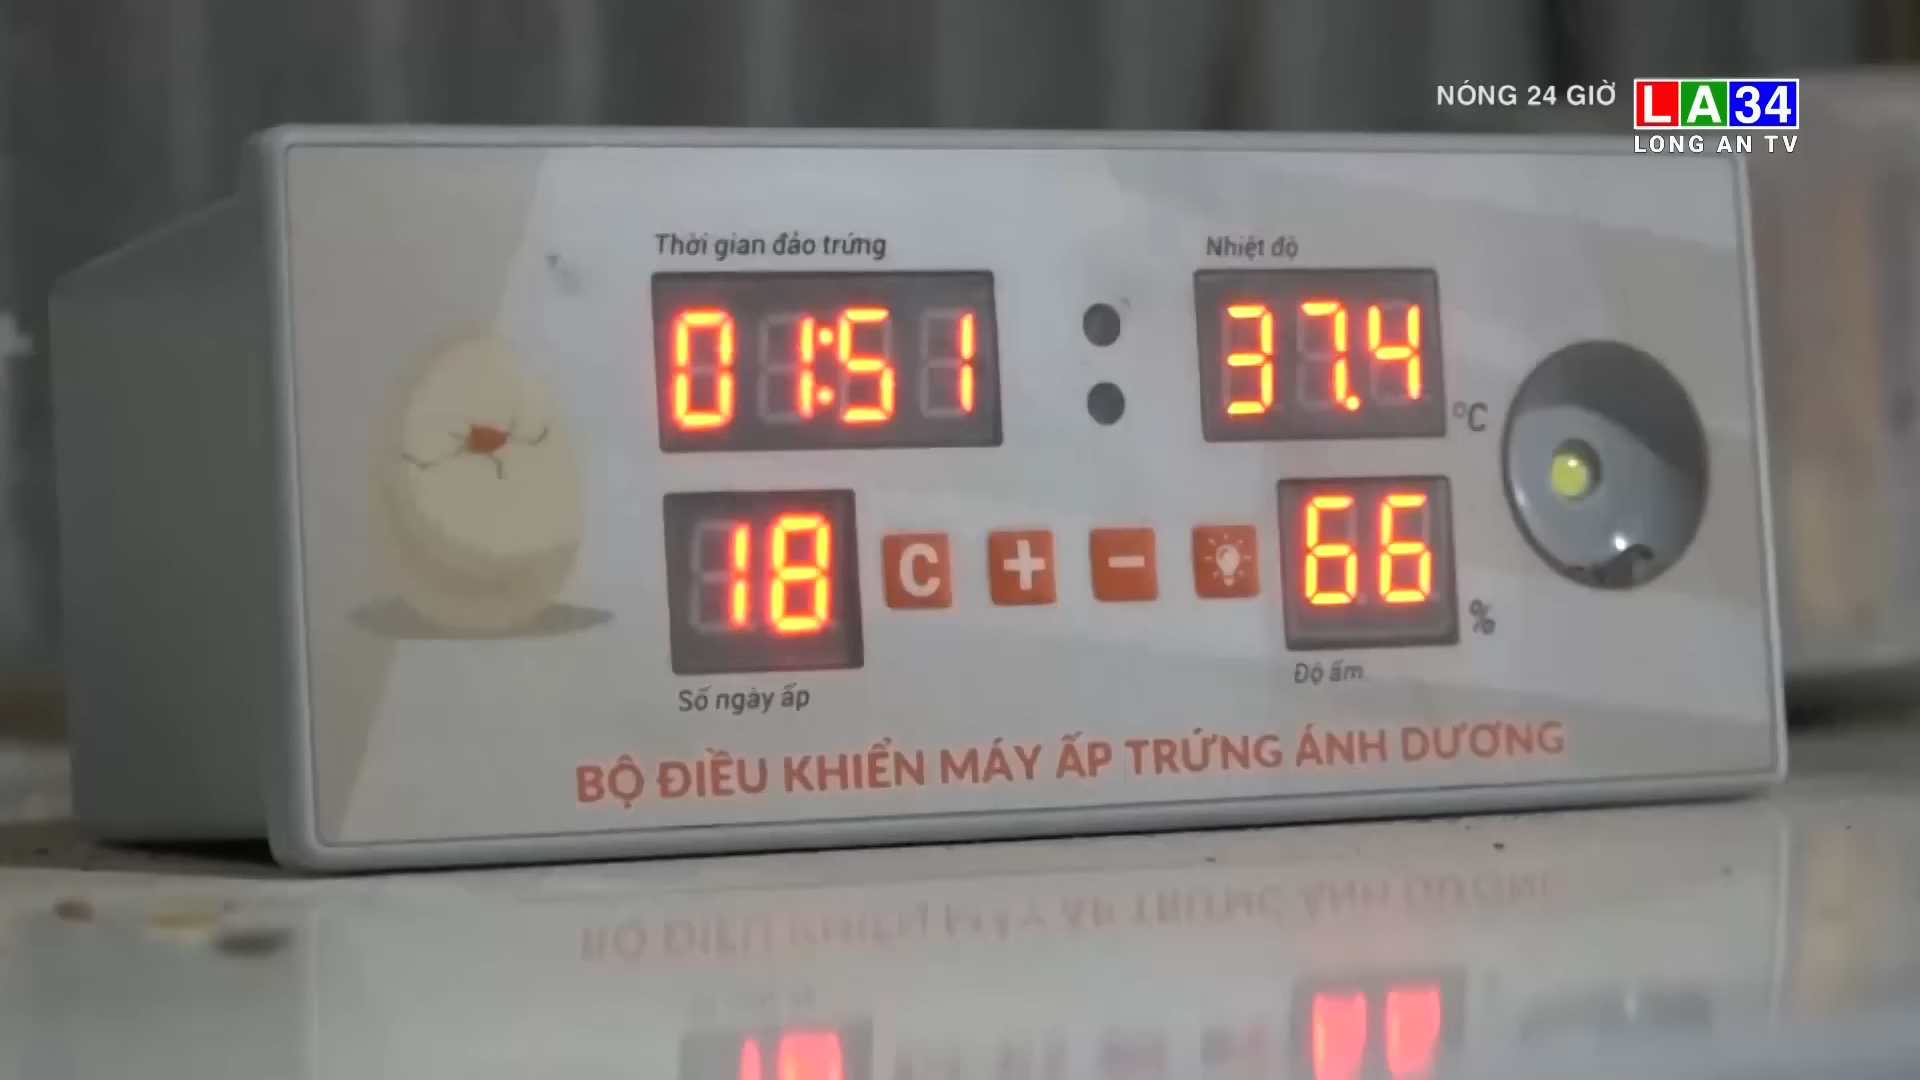 NÓNG 24 GIỜ
LA34
LONG AN TV
Thời gian đảo trứng
Nhiệt độ
01:51
37.4
°C
18
C
+
-
66
%
Số ngày ấp
Độ ẩm
BỘ ĐIỀU KHIỂN MÁY ẤP TRỨNG ÁNH DƯƠNG